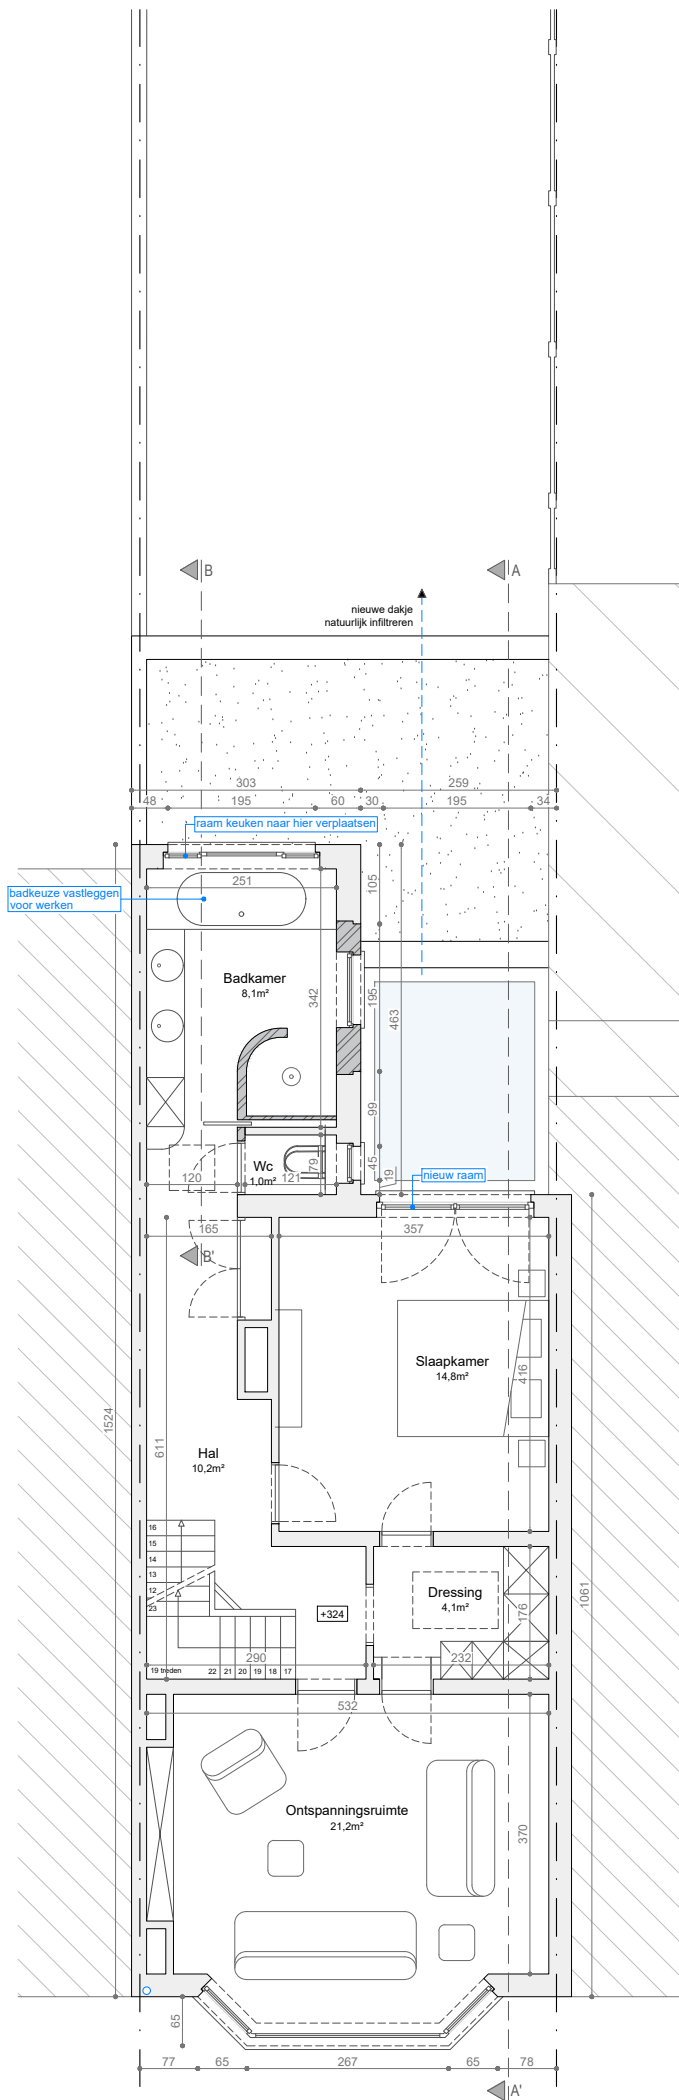 B
A
nieuwe dakje
natuurlijk infiltreren
303
259
48
195
60
30
195
34
raam keuken naar hier verplaatsen
251
badkeuze vastleggen
voor werken
105
Badkamer
8,1m²
342
195
463
99
45
19
Wc
1,0m²
79
120
121
nieuw raam
165
357
B'
Slaapkamer
14,8m²
416
1524
611
Hal
10,2m²
16
15
14
13
12
23
19 treden
22
21
20
19
18
17
+324
Dressing
4,1m²
176
1061
290
232
532
Ontspanningsruimte
21,2m²
370
65
77
65
267
65
78
A'